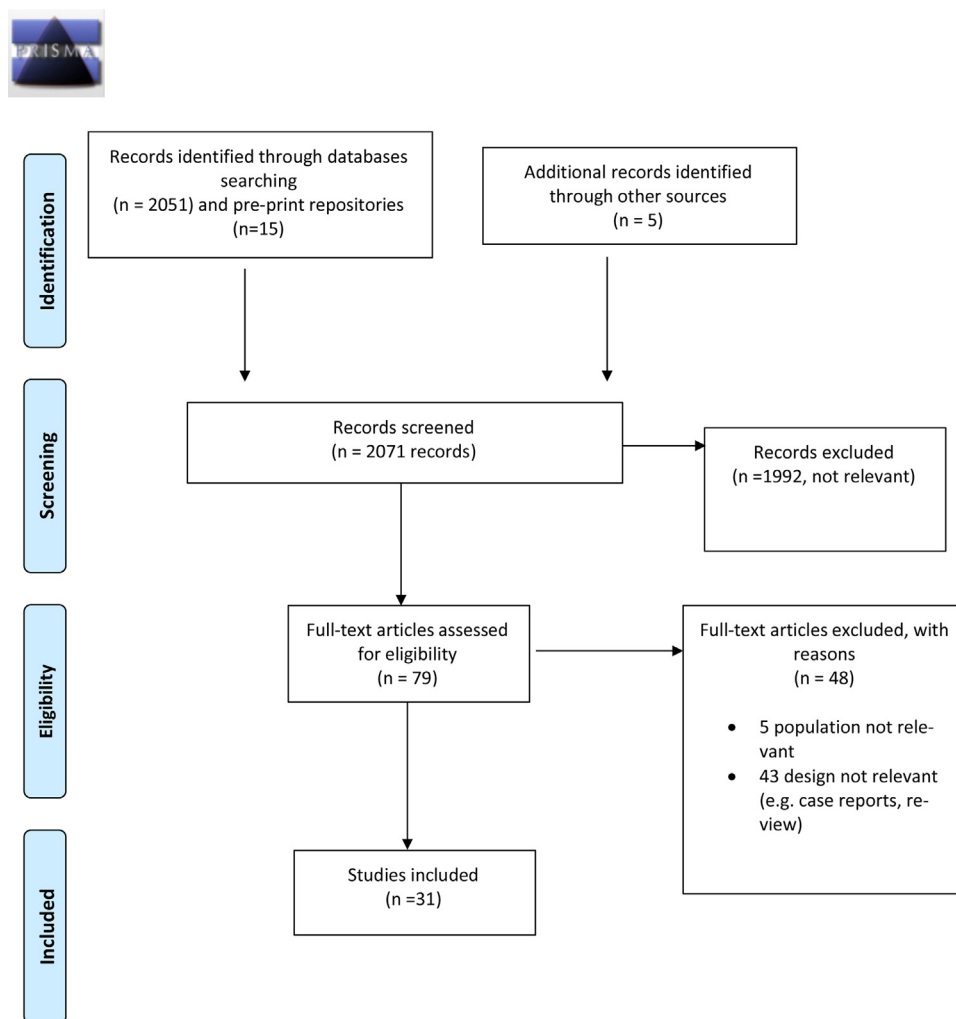 PRISMA
Identification
Records identified through databases
searching
(n = 2051) and pre-print repositories
(n=15)
Additional records identified
through other sources
(n = 5)
Screening
Records screened
(n = 2071 records)
Records excluded
(n =1992, not relevant)
Eligibility
Full-text articles assessed
for eligibility
(n = 79)
Full-text articles excluded, with
reasons
(n = 48)
• 5 population not rele-
vant
• 43 design not relevant
(e.g. case reports, re-
view)
Included
Studies included
(n =31)